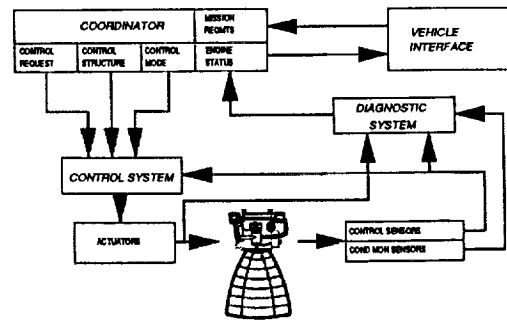 COORDINATOR
MISSION
REQMTS
VEHICLE
INTERFACE
CONTROL
REQUEST
CONTROL
STRUCTURE
CONTROL
MODE
ENGINE
STATUS
DIAGNOSTIC
SYSTEM
CONTROL SYSTEM
ACTUATORS
CONTROL SENSORS
COND MON SENSORS